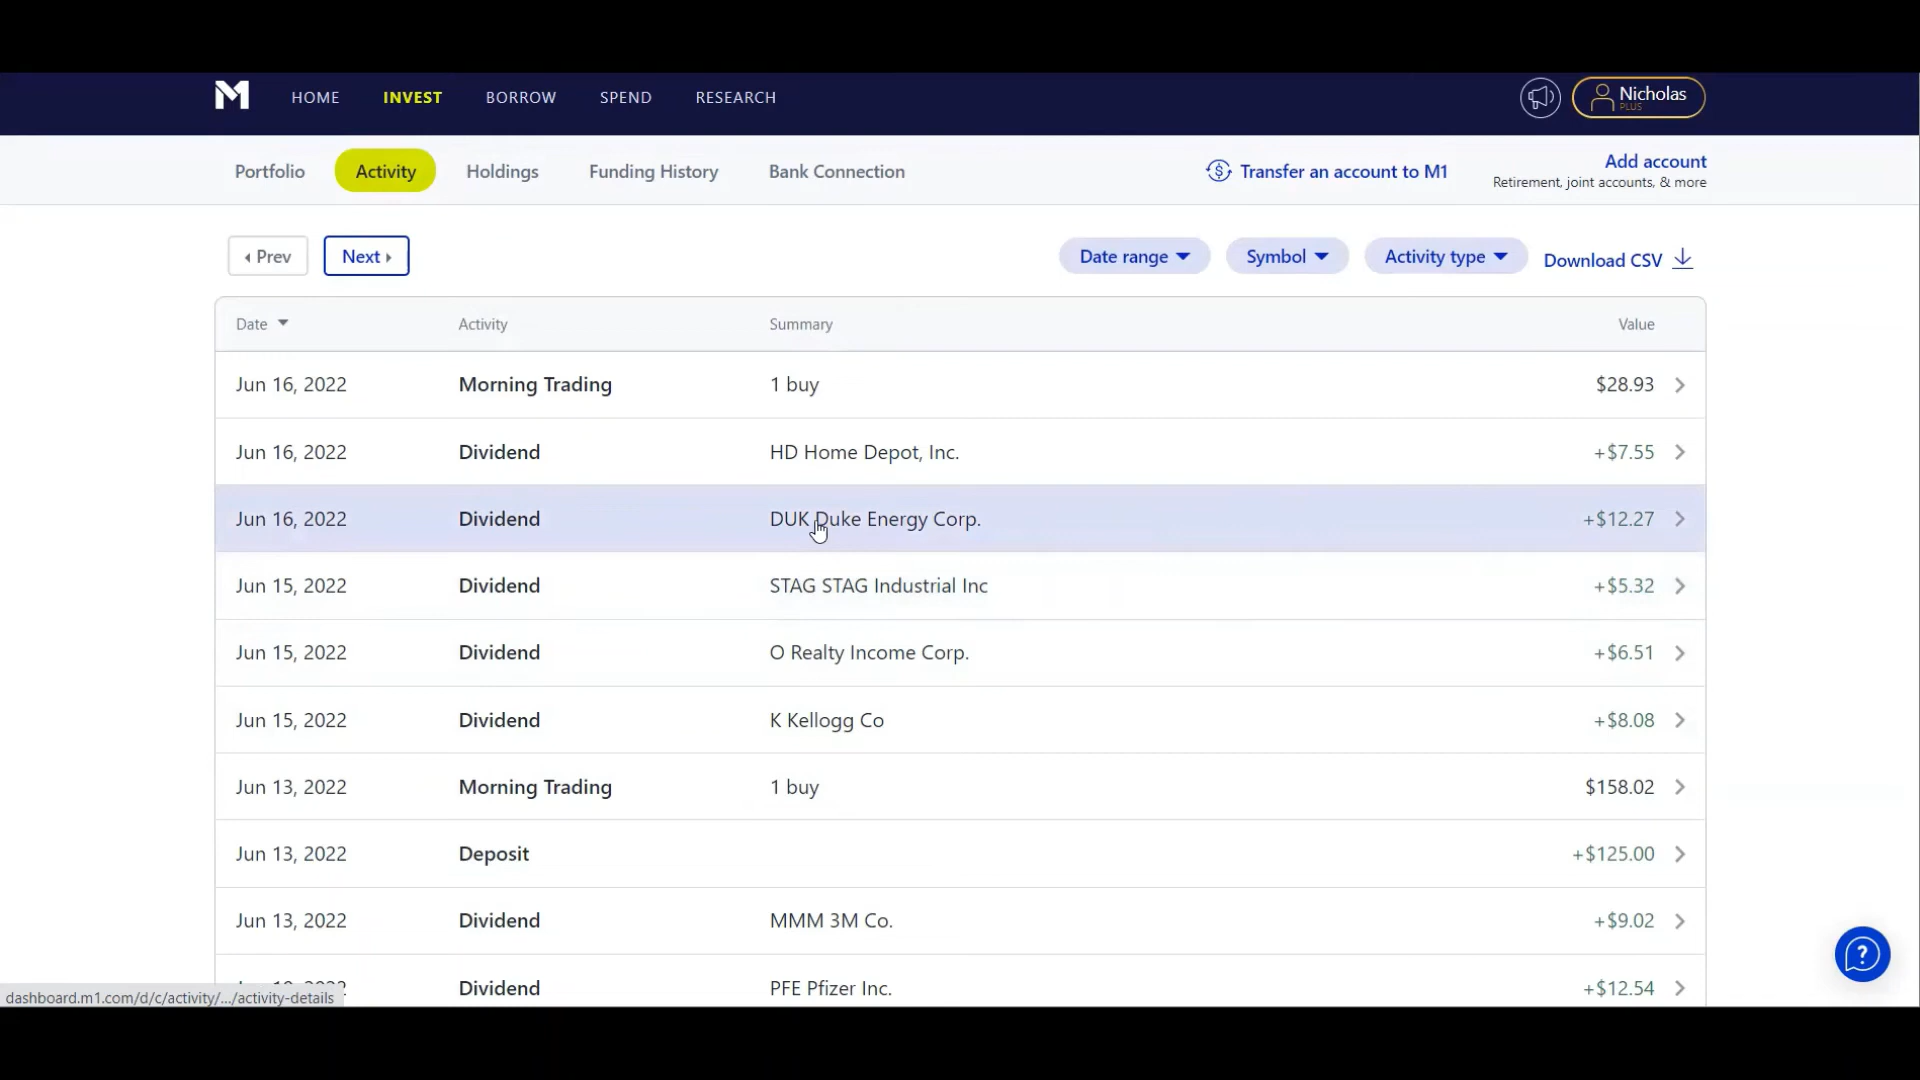 M HOME INVEST BORROW SPEND RESEARCH Nicholas
PLUS
Portfolio Activity Holdings Funding History Bank Connection Transfer an account to M1 Add account
Retirement, joint accounts, & more
Prev Next Date range Symbol Activity type Download CSV
Date Activity Summary Value
Jun 16, 2022 Morning Trading 1 buy $28.93
Jun 16, 2022 Dividend HD Home Depot, Inc. +$7.55
Jun 16, 2022 Dividend DUK Duke Energy Corp. +$12.27
Jun 15, 2022 Dividend STAG STAG Industrial Inc +$5.32
Jun 15, 2022 Dividend O Realty Income Corp. +$6.51
Jun 15, 2022 Dividend K Kellogg Co +$8.08
Jun 13, 2022 Morning Trading 1 buy $158.02
Jun 13, 2022 Deposit +$125.00
Jun 13, 2022 Dividend MMM 3M Co. +$9.02
Dividend PFE Pfizer Inc. +$12.54
dashboard.m1.com/d/c/activity/.../activity-details